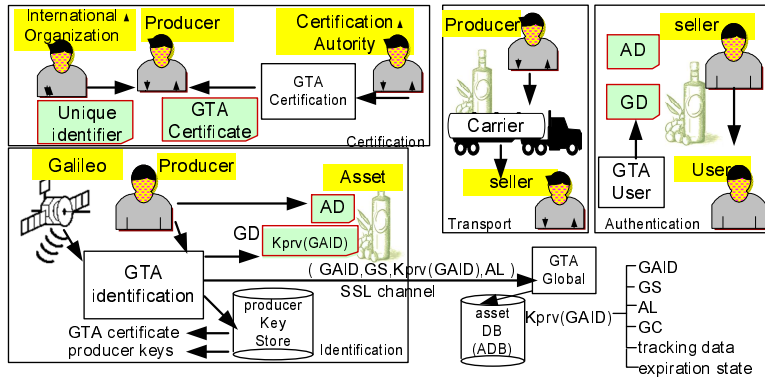 International
Organization
Producer
Certification
Autority
GTA
Certification
Unique
identifier
GTA
Certificate
Certification
Producer
Carrier
seller
Transport
seller
AD
GD
GTA
User
User
Authentication
Galileo
Producer
Asset
AD
GD
Kprv(GAID)
GTA
identification
( GAID,GS,Kprv(GAID),AL )
SSL channel
producer
Key
Store
GTA certificate
producer keys
Identification
GTA
Global
asset
DB
(ADB)
Kprv(GAID)
GAID
GS
AL
GC
tracking data
expiration state